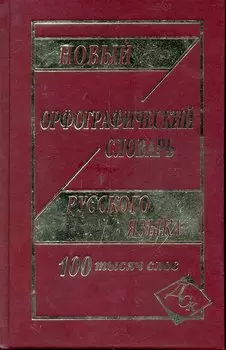 НОВЫЙ
ОРФОГРАФИЧЕСКИЙ
СЛОВАРЬ
РУССКОГО
ЯЗЫКА
100 тысяч слов